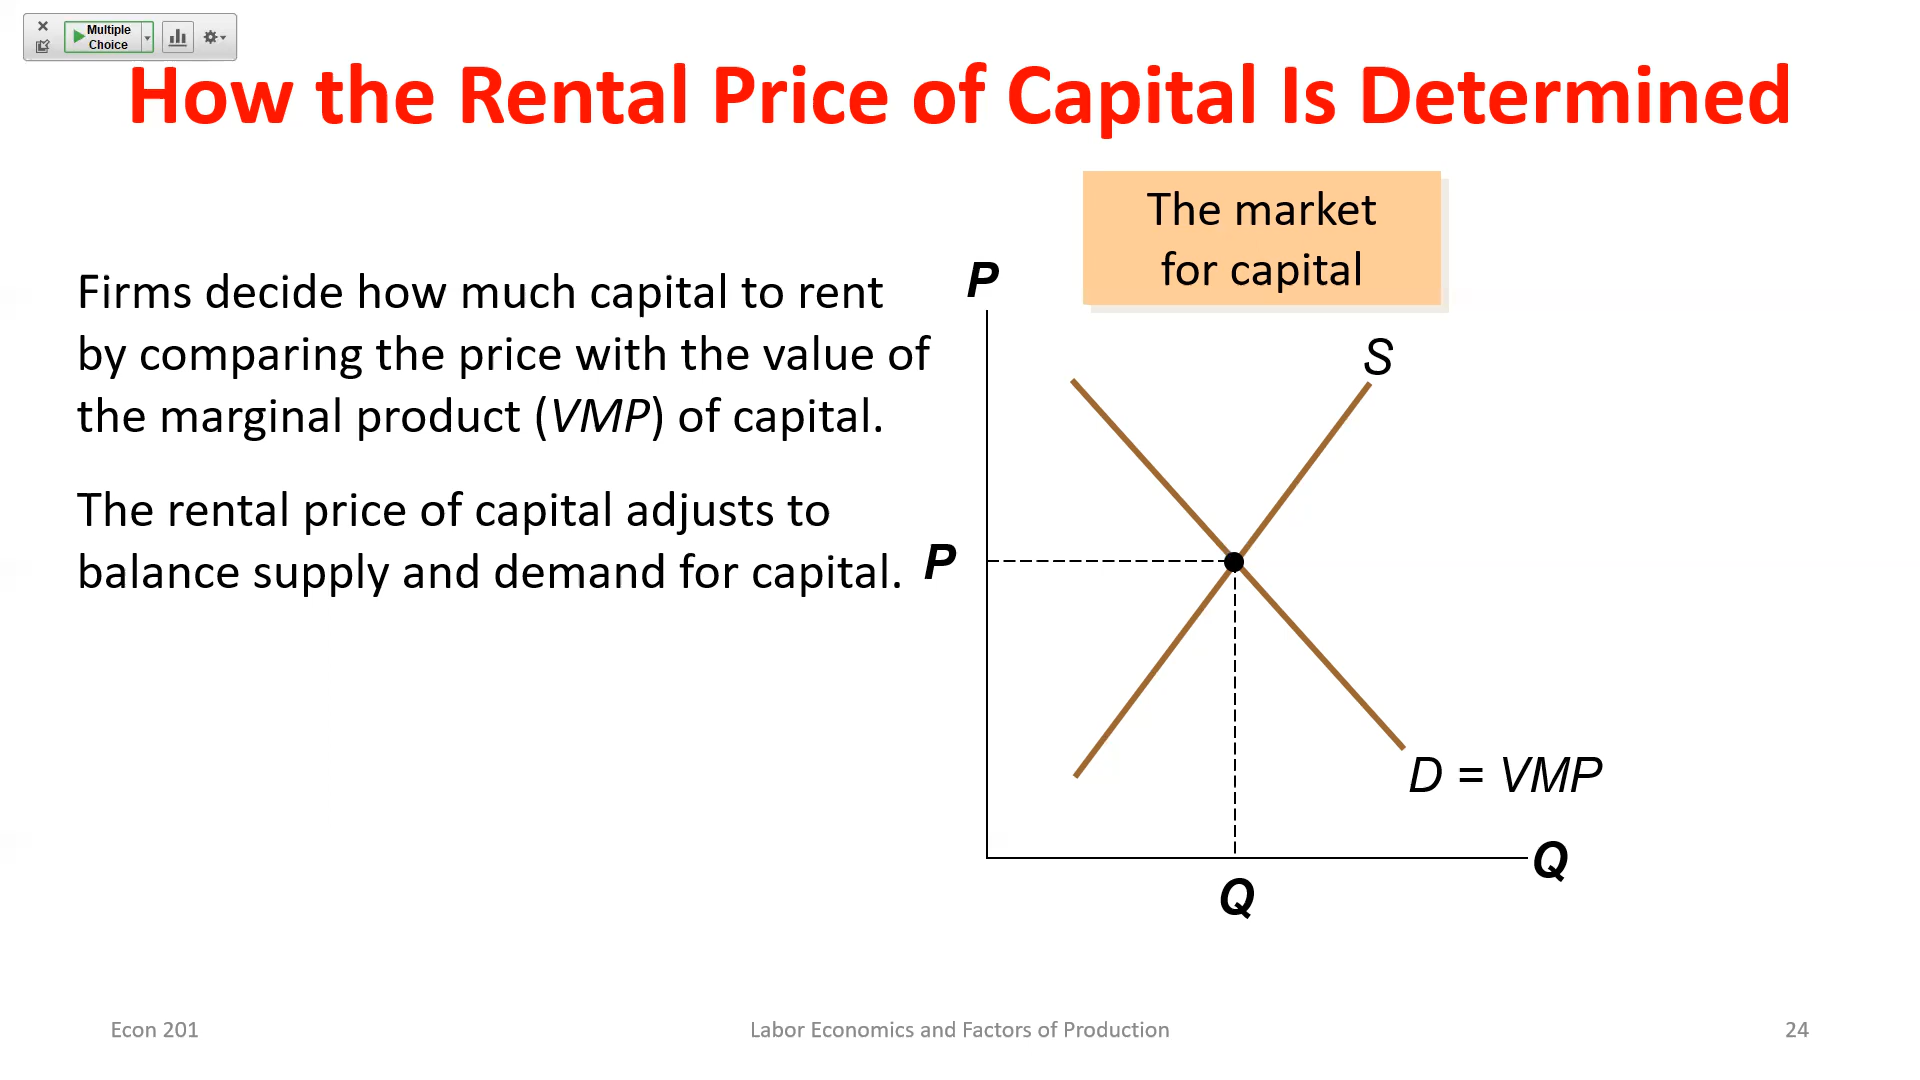 Multiple
Choice
How the Rental Price of Capital Is Determined
The market
for capital
Firms decide how much capital to rent
by comparing the price with the value of
the marginal product (VMP) of capital.
The rental price of capital adjusts to
balance supply and demand for capital.
P
S
P
D = VMP
Q
Q
Econ 201
Labor Economics and Factors of Production
24